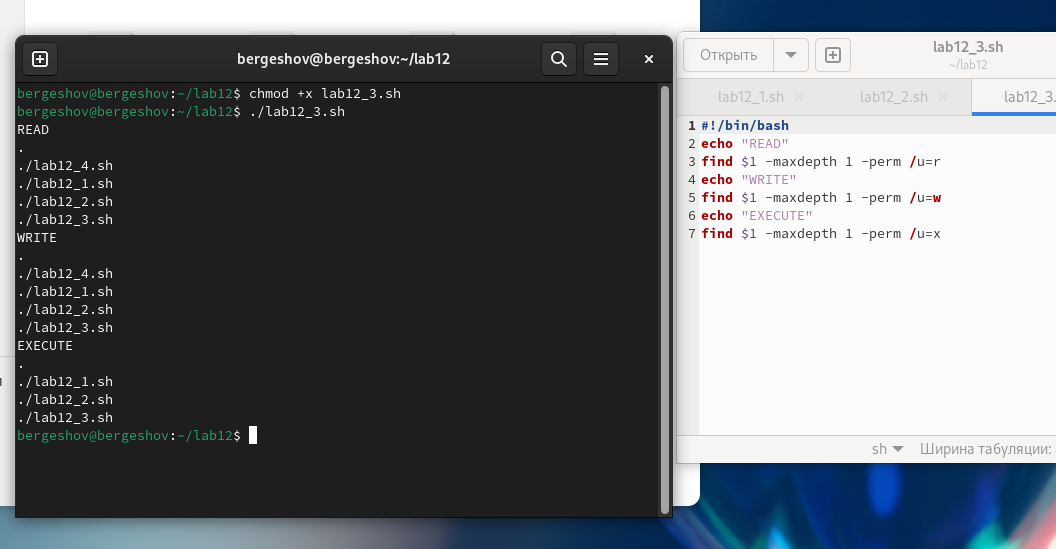 bergeshov@bergeshov:~/lab12
bergeshov@bergeshov:~/lab12$ chmod +x lab12_3.sh
bergeshov@bergeshov:~/lab12$ ./lab12_3.sh
READ
.
./lab12_4.sh
./lab12_1.sh
./lab12_2.sh
./lab12_3.sh
WRITE
.
./lab12_4.sh
./lab12_1.sh
./lab12_2.sh
./lab12_3.sh
EXECUTE
.
./lab12_1.sh
./lab12_2.sh
./lab12_3.sh
bergeshov@bergeshov:~/lab12$
Открыть
lab12_3.sh
~/lab12
lab12_1.sh
lab12_2.sh
lab12_3.
1 #!/bin/bash
2 echo "READ"
3 find $1 -maxdepth 1 -perm /u=r
4 echo "WRITE"
5 find $1 -maxdepth 1 -perm /u=w
6 echo "EXECUTE"
7 find $1 -maxdepth 1 -perm /u=x
sh
Ширина табуляции: